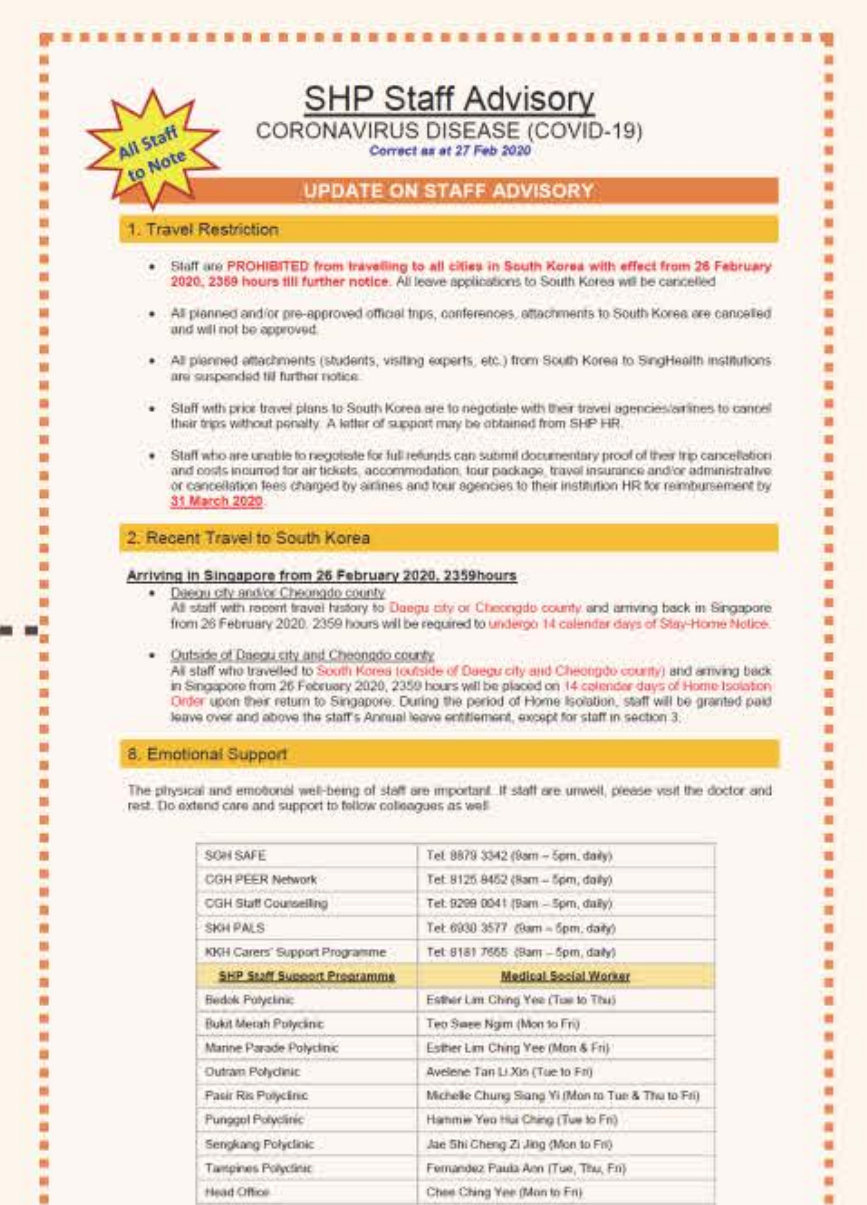 All Staff
to Note
SHP Staff Advisory
CORONAVIRUS DISEASE (COVID-19)
Correct as at 27 Feb 2020
UPDATE ON STAFF ADVISORY
1. Travel Restriction
• Staff are PROHIBITED from travelling to all cities in South Korea with effect from 26 February
2020, 2359 hours till further notice. All leave applications to South Korea will be cancelled
• All planned and/or pre-approved official trips, conferences, attachments to South Korea are cancelled
and will not be approved.
• All planned attachments (students, visiting experts, etc.) from South Korea to SingHealth institutions
are suspended till further notice.
• Staff with prior travel plans to South Korea are to negotiate with their travel agencies/airlines to cancel
their trips without penalty. A letter of support may be obtained from SHP HR.
• Staff who are unable to negotiate for full refunds can submit documentary proof of their trip cancellation
and costs incurred for air tickets, accommodation, tour package, travel insurance and/or administrative
or cancellation fees charged by airlines and tour agencies to their institution HR for reimbursement by
31 March 2020.
2. Recent Travel to South Korea
Arriving in Singapore from 26 February 2020, 2359hours
• Daegu city and/or Cheongdo county
All staff with recent travel history to Daegu city or Cheongdo county and arriving back in Singapore
from 26 February 2020, 2359 hours will be required to undergo 14 calendar days of Stay-Home Notice.
• Outside of Daegu city and Cheongdo county
All staff who travelled to South Korea (outside of Daegu city and Cheongdo county) and arriving back
in Singapore from 26 February 2020, 2359 hours will be placed on 14 calendar days of Home Isolation
Order upon their return to Singapore. During the period of Home Isolation, staff will be granted paid
leave over and above the staff's Annual leave entitlement, except for staff in section 3.
8. Emotional Support
The physical and emotional well-being of staff are important. If staff are unwell, please visit the doctor and
rest. Do extend care and support to fellow colleagues as well
SGH SAFE Tel: 8879 3342 (9am – 5pm, daily)
CGH PEER Network Tel: 9125 9452 (9am – 5pm, daily)
CGH Staff Counselling Tel: 9299 0041 (9am – 5pm, daily)
SKH PALS Tel: 6930 3577 (9am – 5pm, daily)
KKH Carers' Support Programme Tel: 8181 7655 (9am – 5pm, daily)
SHP Staff Support Programme Medical Social Worker
Bedok Polyclinic Esther Lim Ching Yee (Tue to Thu)
Bukit Merah Polyclinic Teo Swee Ngim (Mon to Fri)
Marine Parade Polyclinic Esther Lim Ching Yee (Mon & Fri)
Outram Polyclinic Avelene Tan Li Xin (Tue to Fri)
Pasir Ris Polyclinic Michelle Chung Siang Yi (Mon to Tue & Thu to Fri)
Punggol Polyclinic Hammie Yeo Hui Ching (Tue to Fri)
Sengkang Polyclinic Jae Shi Cheng Zi Jing (Mon to Fri)
Tampines Polyclinic Fernandez Paula Ann (Tue, Thu, Fri)
Head Office Chee Ching Yee (Mon to Fri)